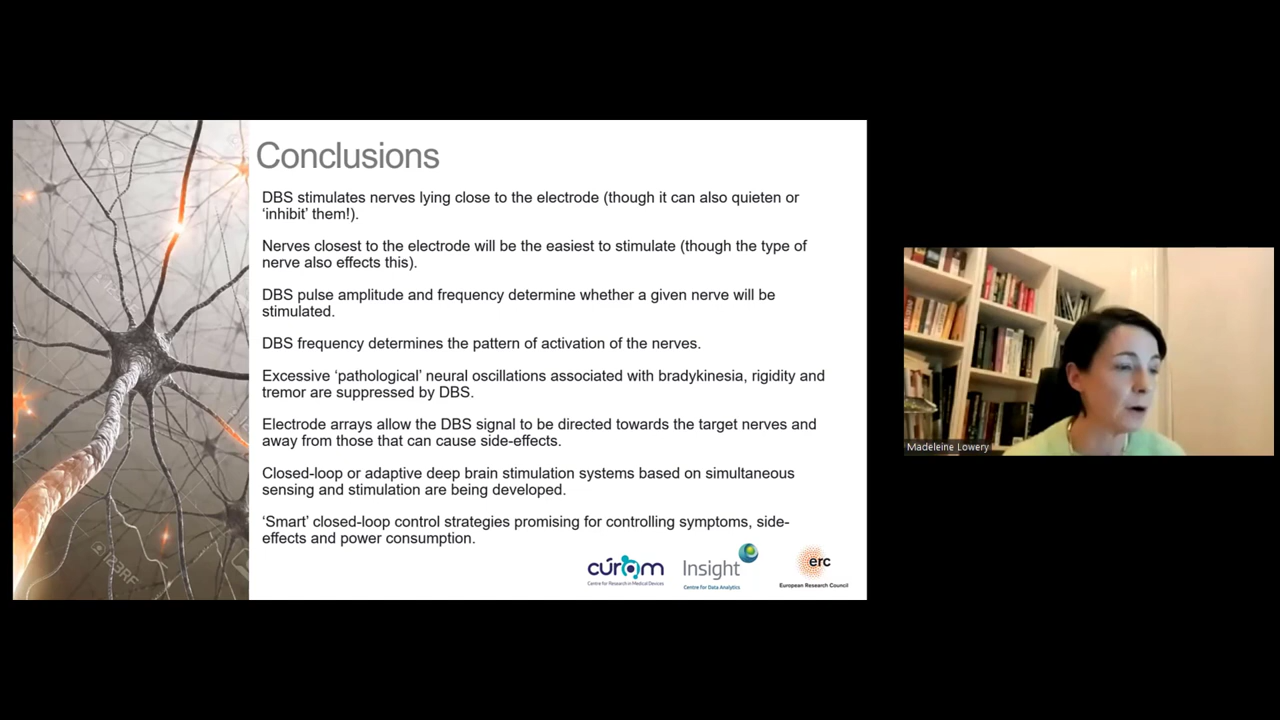 Conclusions
DBS stimulates nerves lying close to the electrode (though it can also quieten or
‘inhibit’ them!).
Nerves closest to the electrode will be the easiest to stimulate (though the type of
nerve also effects this).
DBS pulse amplitude and frequency determine whether a given nerve will be
stimulated.
DBS frequency determines the pattern of activation of the nerves.
Excessive ‘pathological’ neural oscillations associated with bradykinesia, rigidity and
tremor are suppressed by DBS.
Electrode arrays allow the DBS signal to be directed towards the target nerves and
away from those that can cause side-effects.
Closed-loop or adaptive deep brain stimulation systems based on simultaneous
sensing and stimulation are being developed.
‘Smart’ closed-loop control strategies promising for controlling symptoms, side-
effects and power consumption.
cúram
Centre for Research in Medical Devices
Insight
Centre for Data Analytics
erc
European Research Council
123RF
Madeleine Lowery